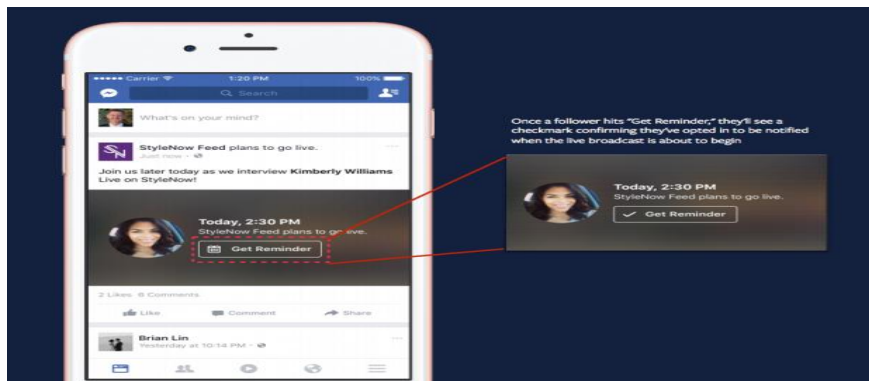 Carrier 1:20 PM 100%
Search
What's on your mind?
SN
StyleNow Feed plans to go live.
Just now
Join us later today as we interview Kimberly Williams
Live on StyleNow!
Today, 2:30 PM
StyleNow Feed plans to go live.
Get Reminder
2 Likes 6 Comments
Like Comment Share
Brian Lin
Yesterday at 10:14 PM
Once a follower hits "Get Reminder," they'll see a
checkmark confirming they've opted in to be notified
when the live broadcast is about to begin
Today, 2:30 PM
StyleNow Feed plans to go live.
Get Reminder